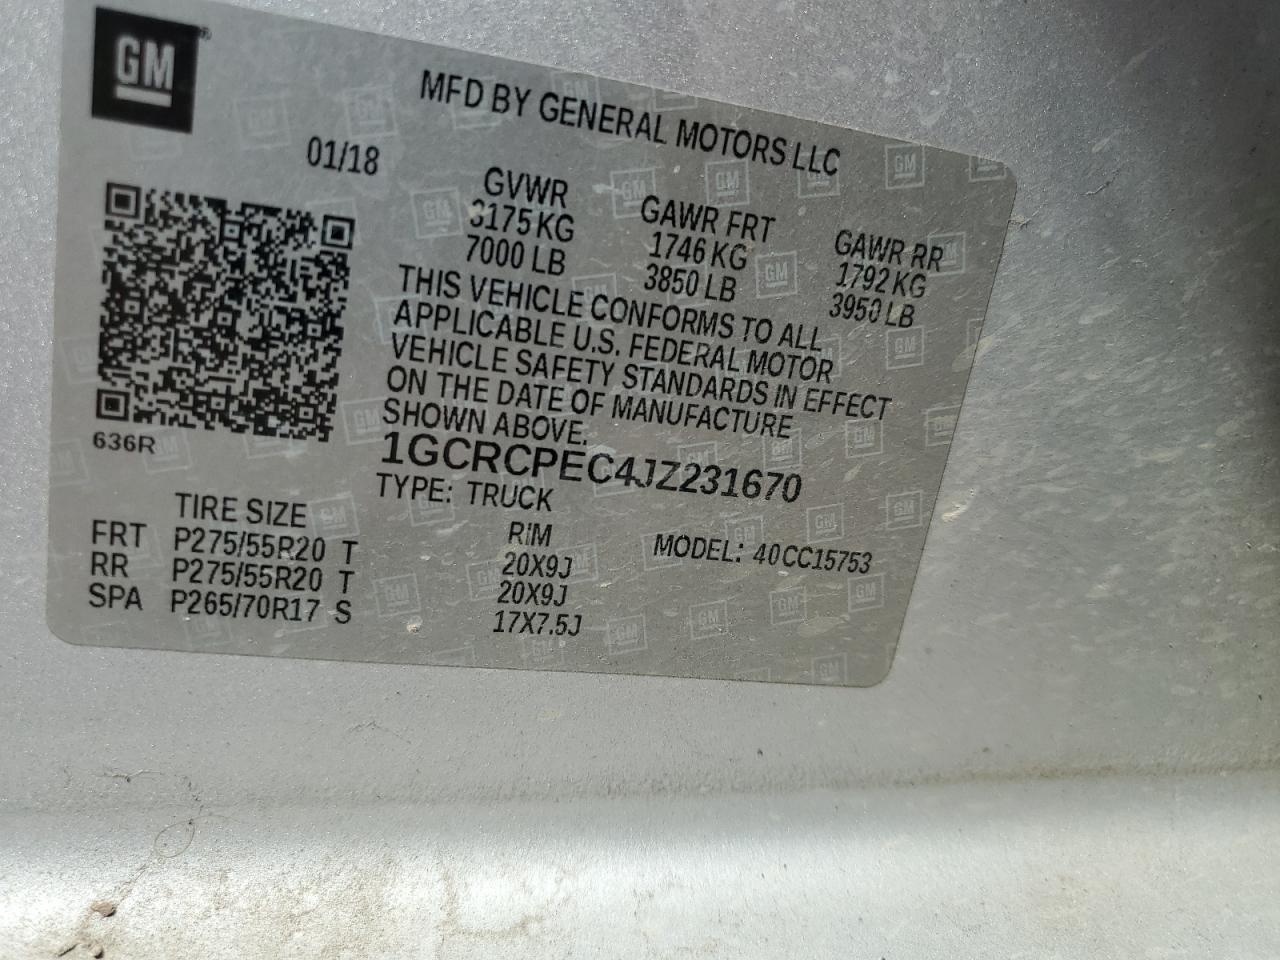 GM
MFD BY GENERAL MOTORS LLC
01/18
GVWR GAWR FRT GAWR RR
3175 KG 1746 KG 1792 KG
7000 LB 3850 LB 3950 LB
THIS VEHICLE CONFORMS TO ALL
APPLICABLE U.S. FEDERAL MOTOR
VEHICLE SAFETY STANDARDS IN EFFECT
ON THE DATE OF MANUFACTURE
SHOWN ABOVE.
636R
1GCRCPEC4JZ231670
TYPE: TRUCK
MODEL: 40CC15753
TIRE SIZE RIM
FRT P275/55R20 T 20X9J
RR P275/55R20 T 20X9J
SPA P265/70R17 S 17X7.5J